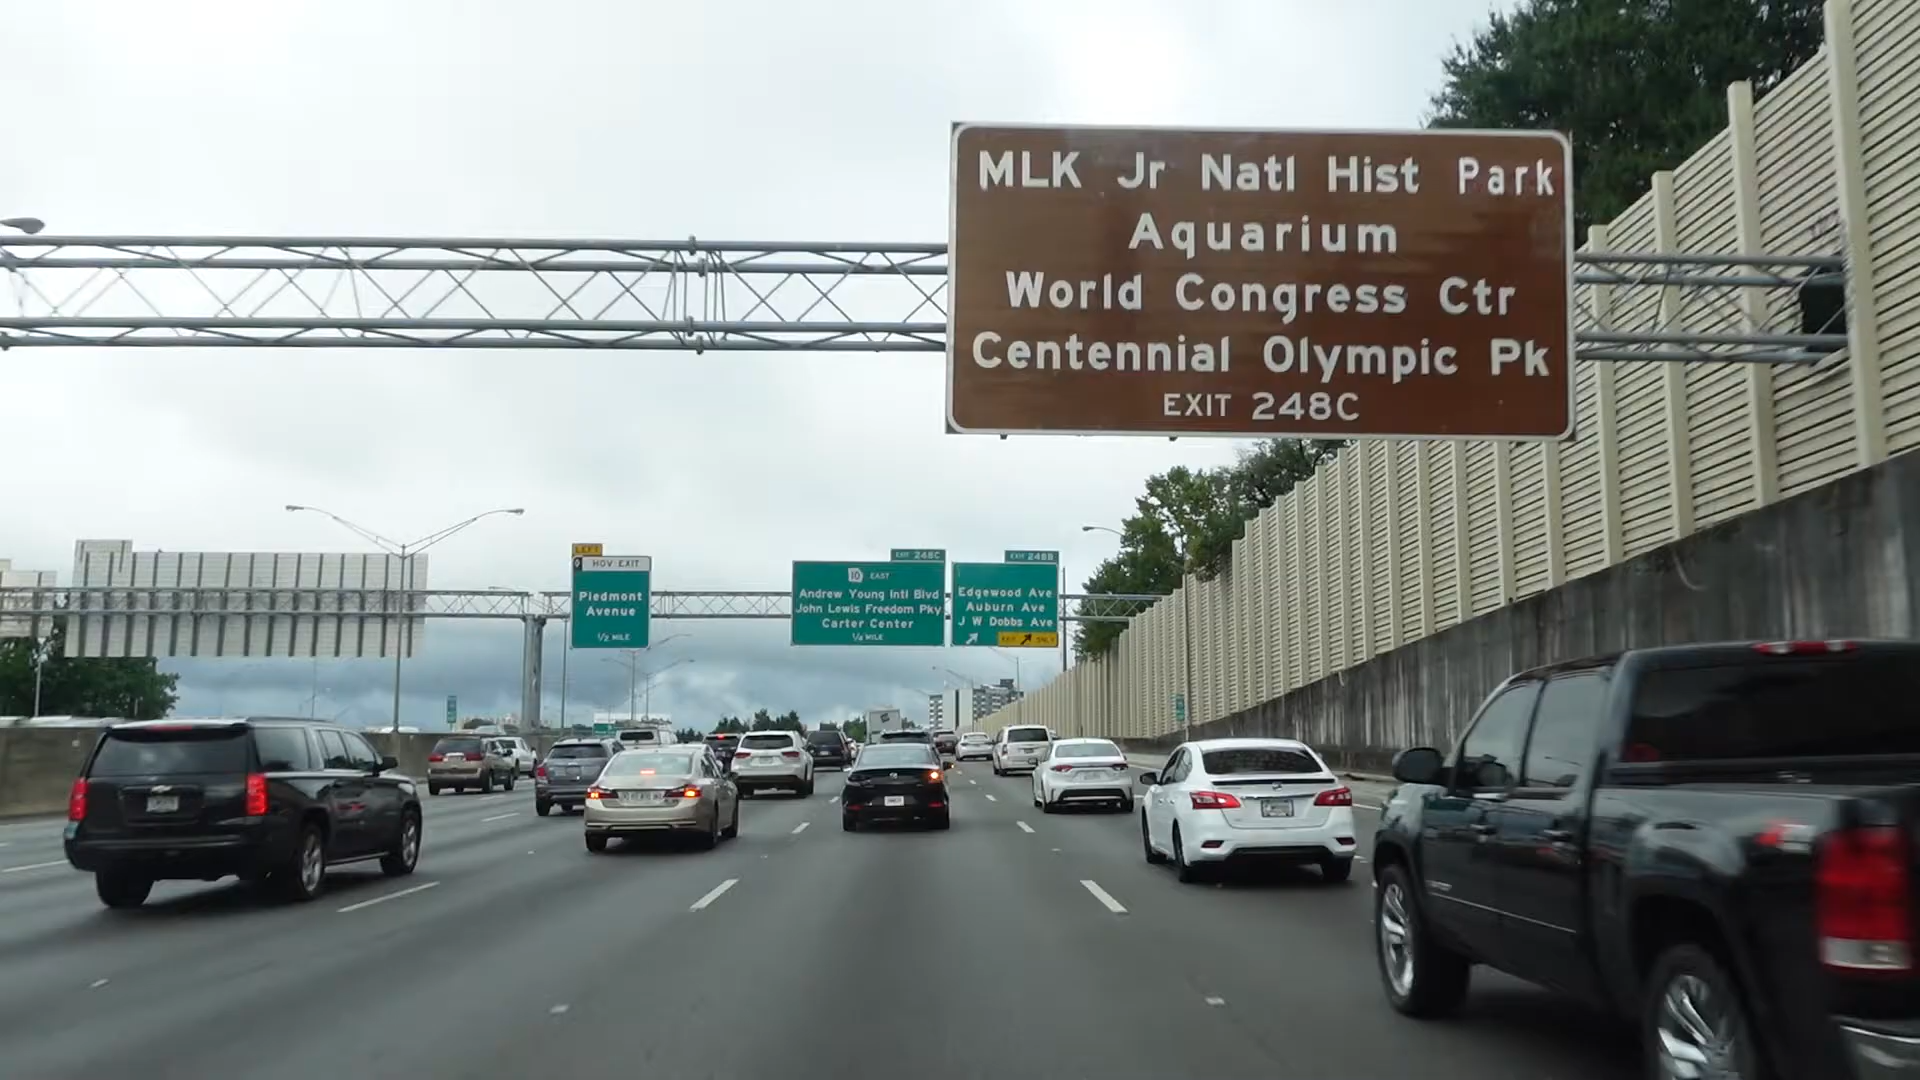 MLK Jr Natl Hist Park
Aquarium
World Congress Ctr
Centennial Olympic Pk
EXIT 248C
LEFT
HOV EXIT
Piedmont
Avenue
1/2 MILE
EXIT 248C
10 EAST
Andrew Young Intl Blvd
John Lewis Freedom Pky
Carter Center
1/4 MILE
EXIT 248B
Edgewood Ave
Auburn Ave
J W Dobbs Ave
EXIT ONLY